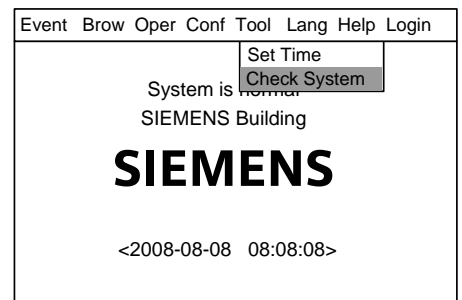 Event Brow Oper Conf Tool Lang Help Login
Set Time
Check System
System is normal
SIEMENS Building
SIEMENS
<2008-08-08 08:08:08>